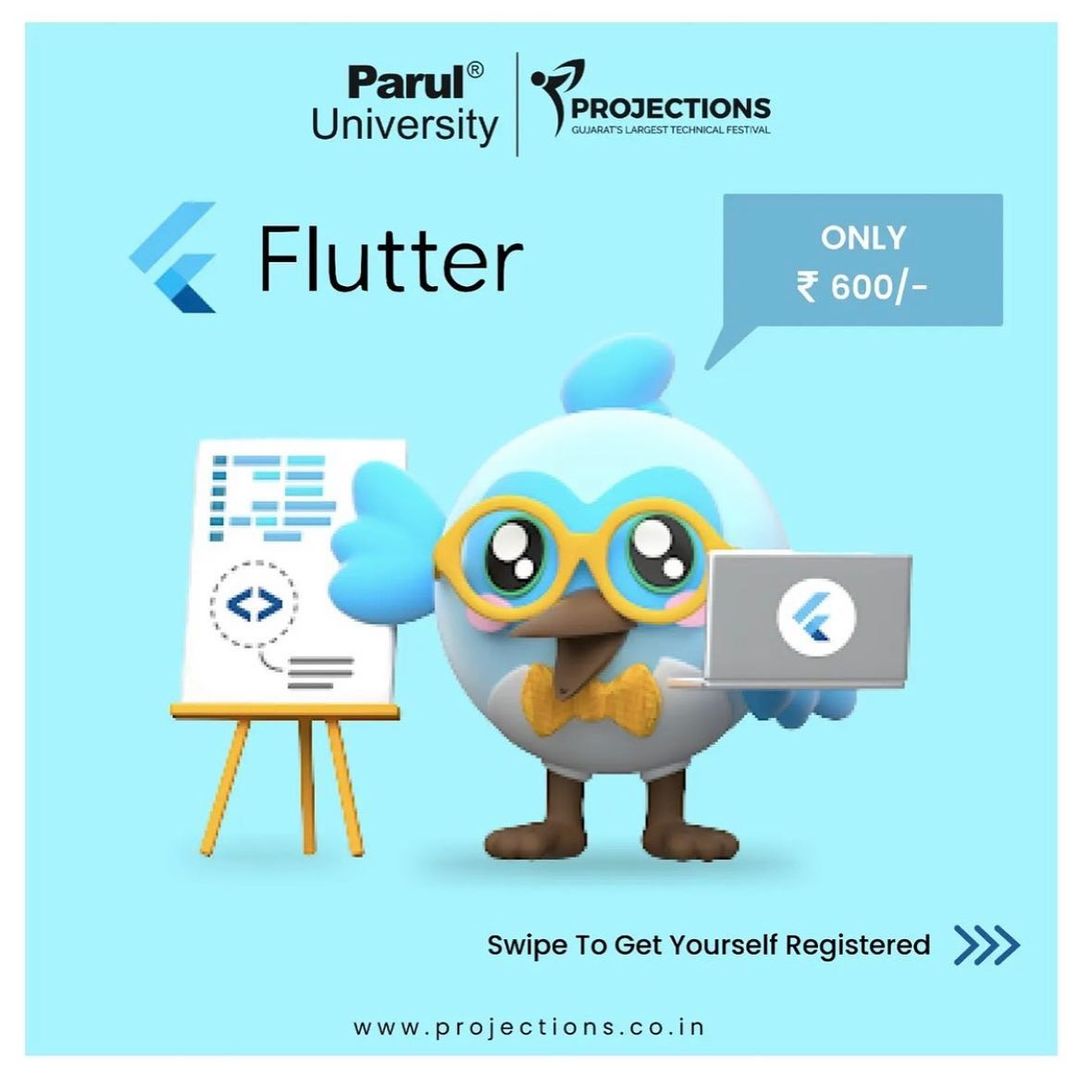 Parul®
University
PROJECTIONS
GUJARAT'S LARGEST TECHNICAL FESTIVAL
Flutter
ONLY
₹ 600/-
<>
Swipe To Get Yourself Registered
www.projections.co.in